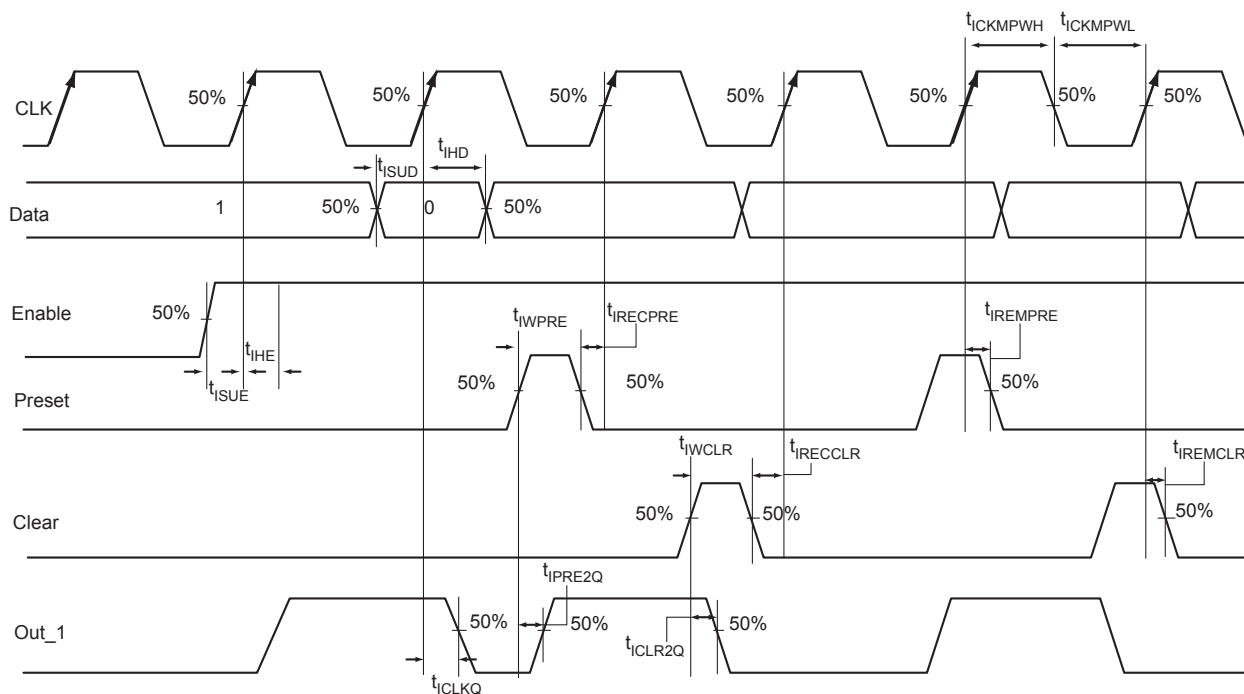 tICKMPWH tICKMPWL
CLK 50% 50% 50% 50% 50% 50% 50%
tISUD tIHD
Data 1 50% 0 50%
Enable 50%
tIHE tISUE
tIWPRE tIRECPRE tIREMPRE
Preset 50% 50% 50%
tIWCLR tIRECCLR tIREMCLR
Clear 50% 50% 50%
tIPRE2Q
Out_1 50% 50% 50%
tICLR2Q
tICLKQ